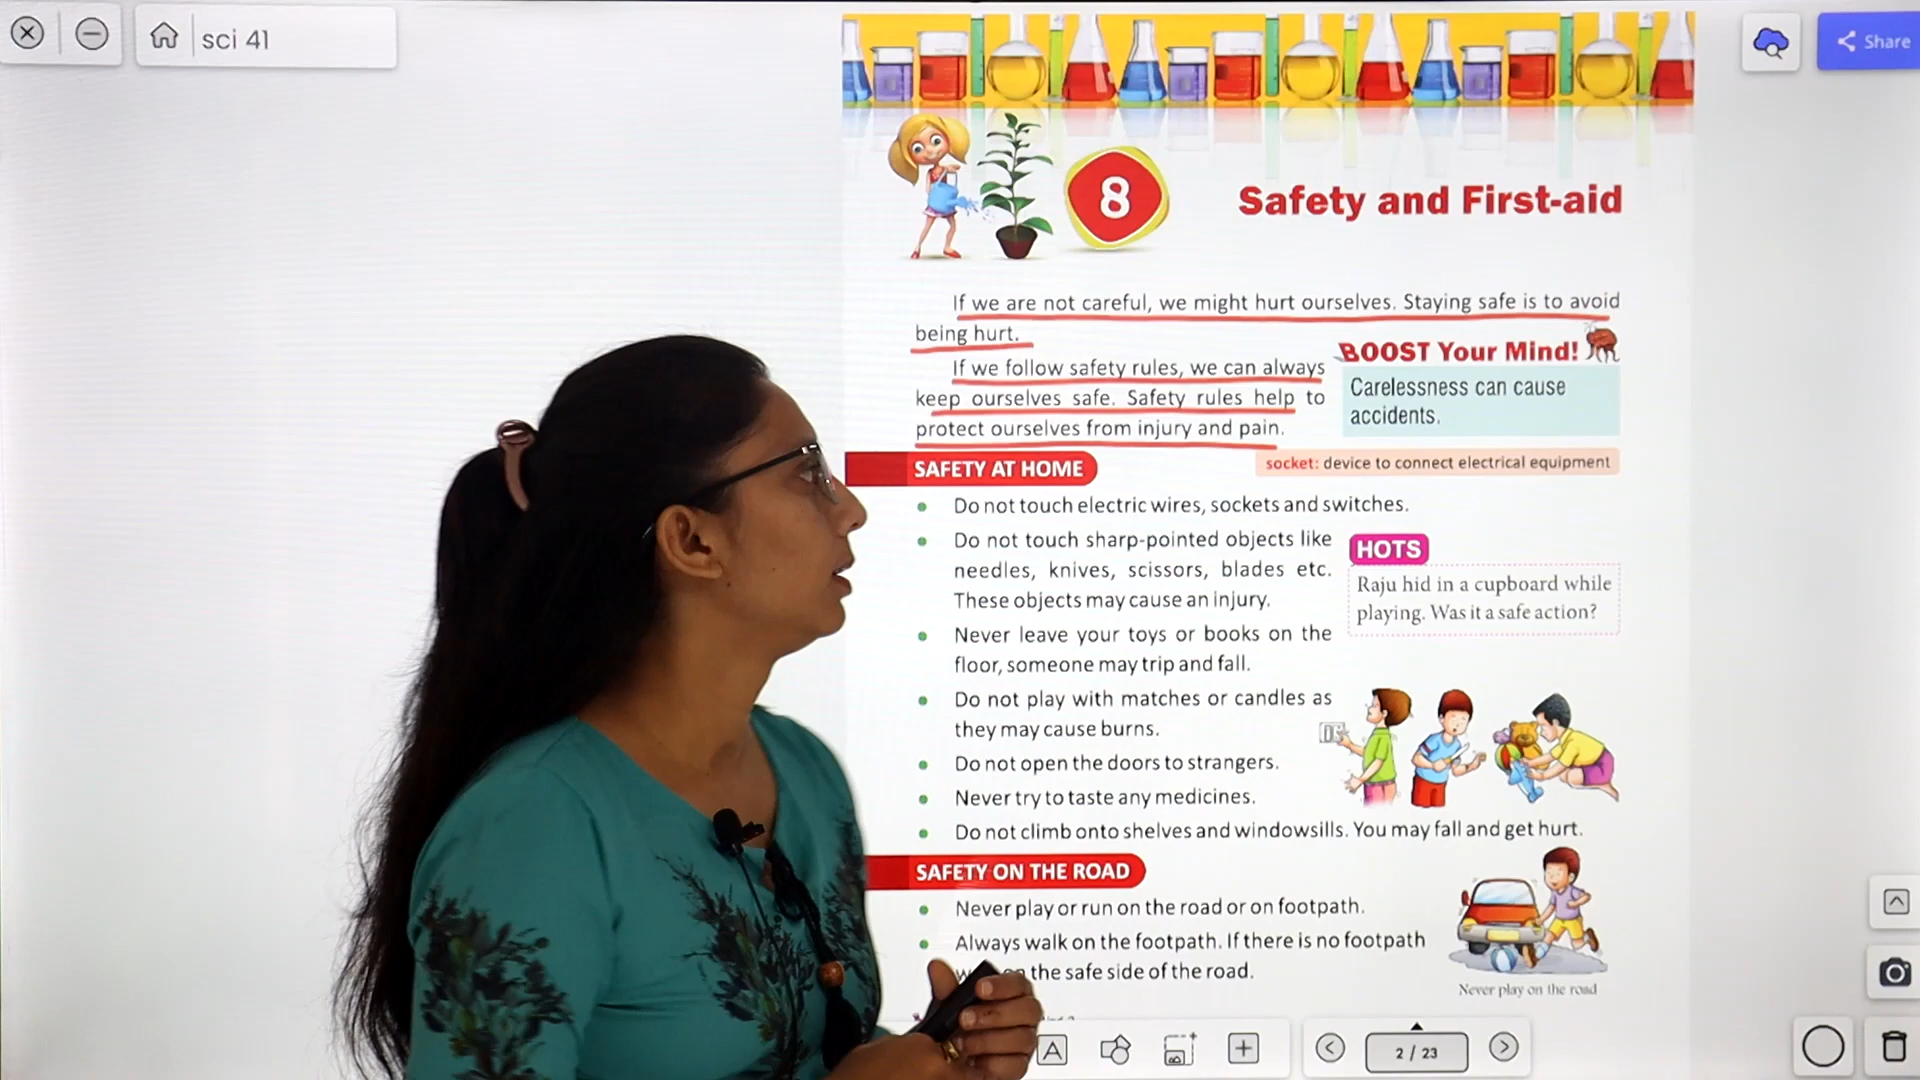 sci 41
Share
8
Safety and First-aid
If we are not careful, we might hurt ourselves. Staying safe is to avoid
being hurt.
BOOST Your Mind!
If we follow safety rules, we can always
keep ourselves safe. Safety rules help to
protect ourselves from injury and pain.
Carelessness can cause
accidents.
SAFETY AT HOME
socket: device to connect electrical equipment
Do not touch electric wires, sockets and switches.
Do not touch sharp-pointed objects like
needles, knives, scissors, blades etc.
These objects may cause an injury.
HOTS
Raju hid in a cupboard while
playing. Was it a safe action?
Never leave your toys or books on the
floor, someone may trip and fall.
Do not play with matches or candles as
they may cause burns.
Do not open the doors to strangers.
Never try to taste any medicines.
Do not climb onto shelves and windowsills. You may fall and get hurt.
SAFETY ON THE ROAD
Never play or run on the road or on footpath.
Always walk on the footpath. If there is no footpath
the safe side of the road.
Never play on the road
A
2 / 23